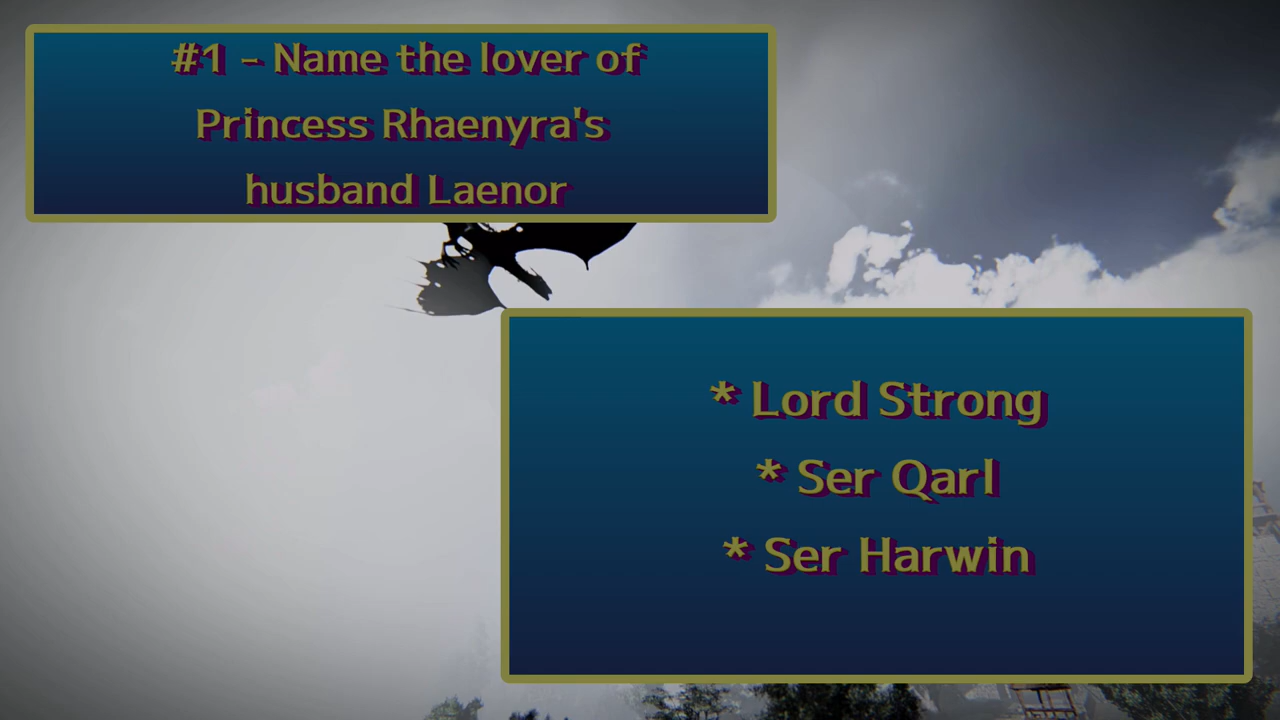 #1 - Name the lover of
Princess Rhaenyra's
husband Laenor
* Lord Strong
* Ser Qarl
* Ser Harwin